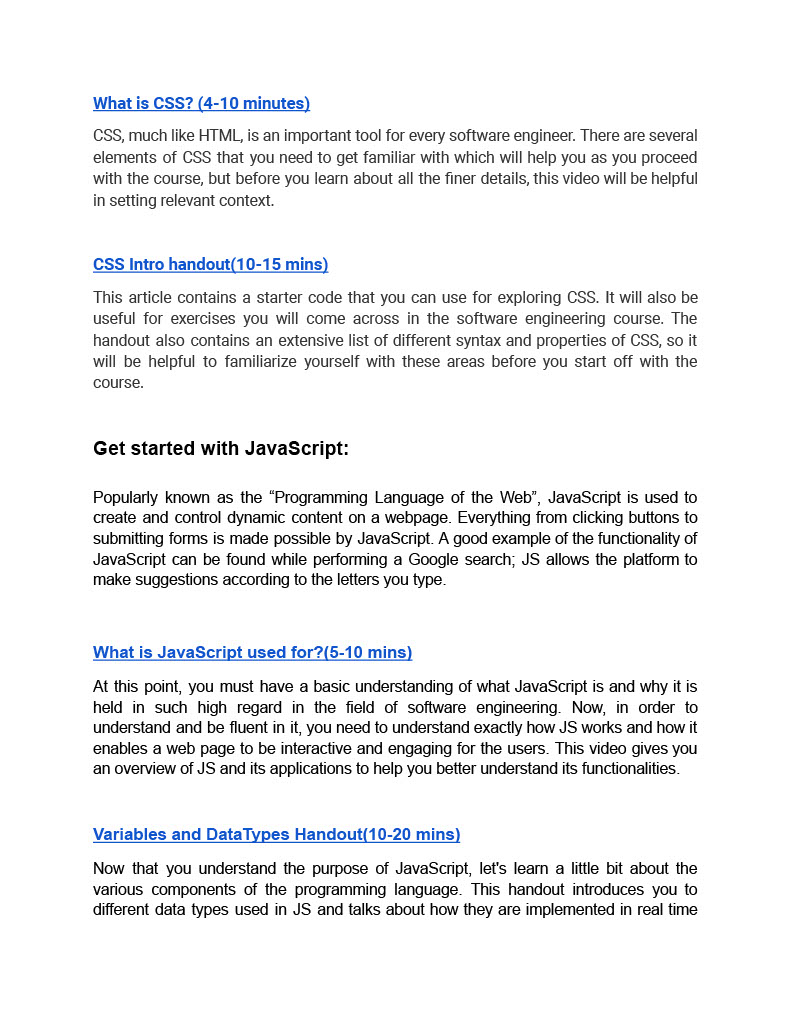 What is CSS? (4-10 minutes)
CSS, much like HTML, is an important tool for every software engineer. There are several
elements of CSS that you need to get familiar with which will help you as you proceed
with the course, but before you learn about all the finer details, this video will be helpful
in setting relevant context.
CSS Intro handout(10-15 mins)
This article contains a starter code that you can use for exploring CSS. It will also be
useful for exercises you will come across in the software engineering course. The
handout also contains an extensive list of different syntax and properties of CSS, so it
will be helpful to familiarize yourself with these areas before you start off with the
course.
Get started with JavaScript:
Popularly known as the “Programming Language of the Web”, JavaScript is used to
create and control dynamic content on a webpage. Everything from clicking buttons to
submitting forms is made possible by JavaScript. A good example of the functionality of
JavaScript can be found while performing a Google search; JS allows the platform to
make suggestions according to the letters you type.
What is JavaScript used for?(5-10 mins)
At this point, you must have a basic understanding of what JavaScript is and why it is
held in such high regard in the field of software engineering. Now, in order to
understand and be fluent in it, you need to understand exactly how JS works and how it
enables a web page to be interactive and engaging for the users. This video gives you
an overview of JS and its applications to help you better understand its functionalities.
Variables and DataTypes Handout(10-20 mins)
Now that you understand the purpose of JavaScript, let's learn a little bit about the
various components of the programming language. This handout introduces you to
different data types used in JS and talks about how they are implemented in real time